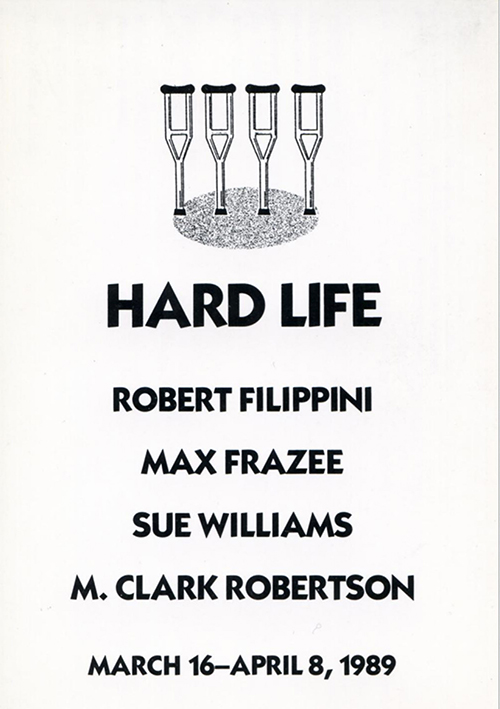 HARD LIFE
ROBERT FILIPPINI
MAX FRAZEE
SUE WILLIAMS
M. CLARK ROBERTSON
MARCH 16–APRIL 8, 1989